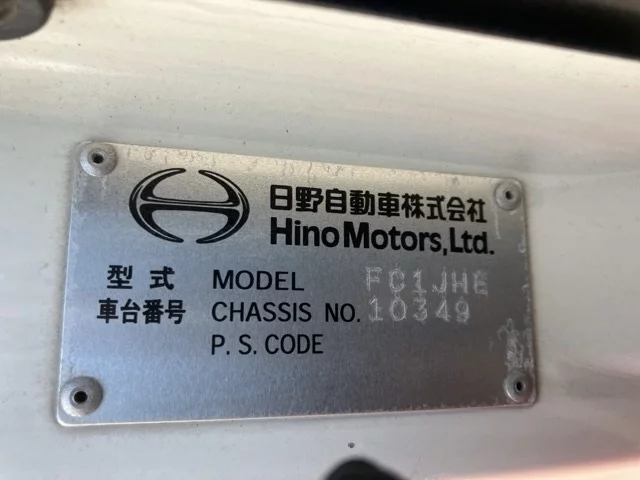 日野自動車株式会社
Hino Motors, Ltd.
型式 MODEL FC1JHE
車台番号 CHASSIS NO. 10349
P. S. CODE